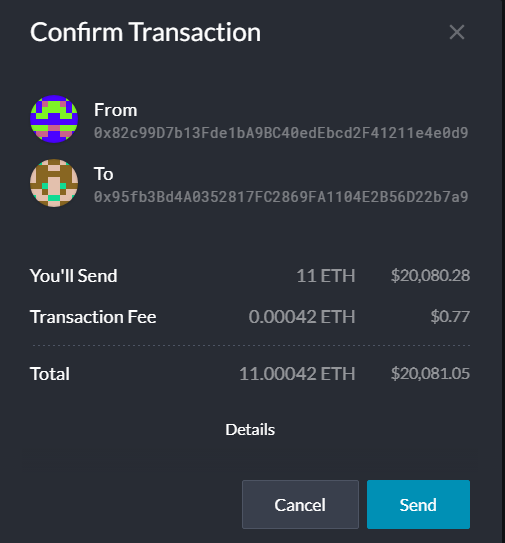 Confirm Transaction
From
0x82c99D7b13Fde1bA9BC40edEbcd2F41211e4e0d9
To
0x95fb3Bd4A0352817FC2869FA1104E2B56D22b7a9
You'll Send 11 ETH $20,080.28
Transaction Fee 0.00042 ETH $0.77
Total 11.00042 ETH $20,081.05
Details
Cancel Send